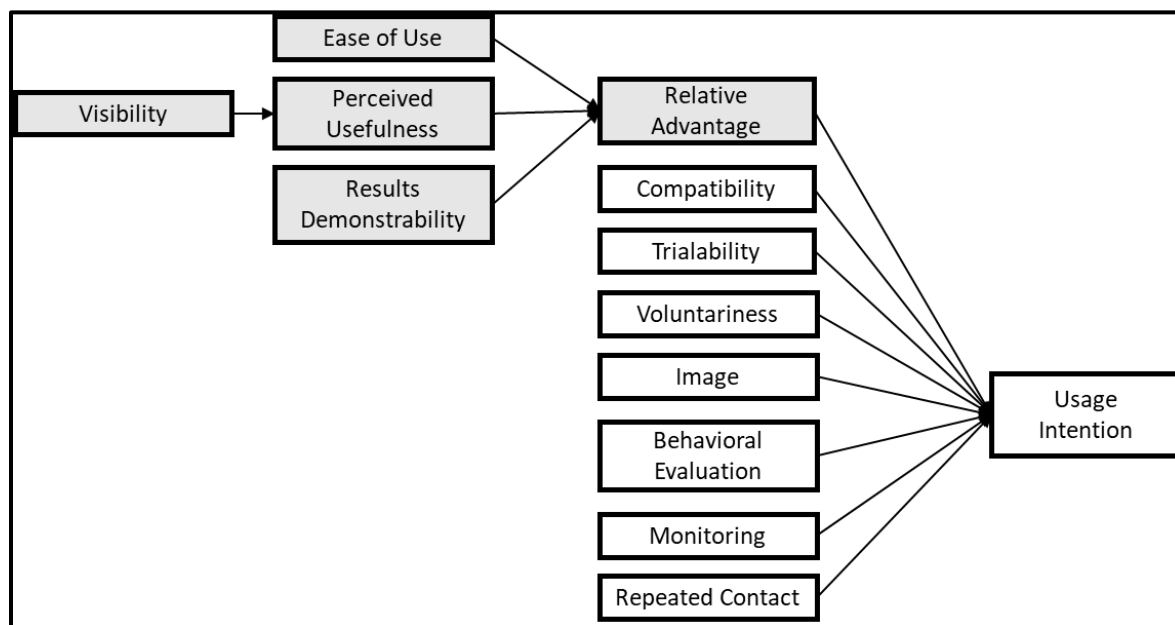 Ease of Use
Visibility
Perceived
Usefulness
Results
Demonstrability
Relative
Advantage
Compatibility
Trialability
Voluntariness
Image
Behavioral
Evaluation
Monitoring
Repeated Contact
Usage
Intention